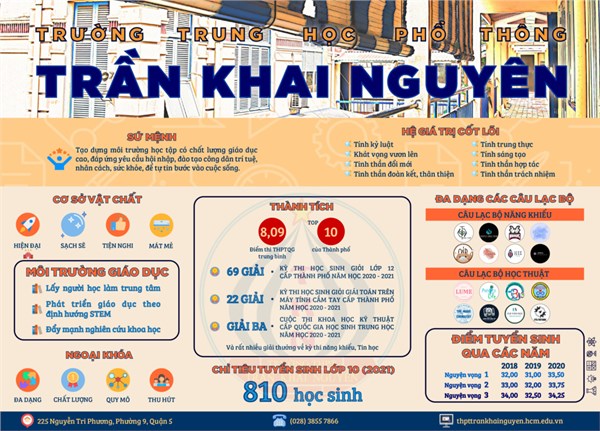 TRƯỜNG TRUNG HỌC PHỔ THÔNG
TRẦN KHAI NGUYÊN
SỨ MỆNH
Tạo dựng môi trường học tập có chất lượng giáo dục
cao, đáp ứng yêu cầu hội nhập, đào tạo công dân trí tuệ,
nhân cách, sức khỏe, để tự tin bước vào cuộc sống.
HỆ GIÁ TRỊ CỐT LÕI
Tính kỷ luật
Khát vọng vươn lên
Tinh thần đổi mới
Tinh thần đoàn kết, thân thiện
Tính trung thực
Tính sáng tạo
Tinh thần hợp tác
Tinh thần trách nhiệm
CƠ SỞ VẬT CHẤT
HIỆN ĐẠI
SẠCH SẼ
TIỆN NGHI
MÁT MẺ
MÔI TRƯỜNG GIÁO DỤC
Lấy người học làm trung tâm
Phát triển giáo dục theo
định hướng STEM
Đẩy mạnh nghiên cứu khoa học
NGOẠI KHÓA
ĐA DẠNG
CHẤT LƯỢNG
QUY MÔ
THU HÚT
THÀNH TÍCH
8,09
Điểm thi THPTQG
trung bình
TOP
10
của Thành phố
69 GIẢI
KỲ THI HỌC SINH GIỎI LỚP 12
CẤP THÀNH PHỐ NĂM HỌC 2020 - 2021
22 GIẢI
KỲ THI HỌC SINH GIỎI GIẢI TOÁN TRÊN
MÁY TÍNH CẦM TAY CẤP THÀNH PHỐ
NĂM HỌC 2020 - 2021
GIẢI BA
CUỘC THI KHOA HỌC KỸ THUẬT
CẤP QUỐC GIA HỌC SINH TRUNG HỌC
NĂM HỌC 2020 - 2021
Và rất nhiều giải thưởng về kỳ thi năng khiếu, Tin học
CHỈ TIÊU TUYỂN SINH LỚP 10 (2021)
810 học sinh
ĐA DẠNG CÁC CÂU LẠC BỘ
CÂU LẠC BỘ NĂNG KHIẾU
CÂU LẠC BỘ HỌC THUẬT
LUME
ĐIỂM TUYỂN SINH
QUA CÁC NĂM
2018 2019 2020
Nguyện vọng 1 32,00 31,00 33,50
Nguyện vọng 2 33,00 32,00 33,75
Nguyện vọng 3 34,00 32,50 34,25
225 Nguyễn Tri Phương, Phường 9, Quận 5
(028) 3855 7866
thpttrankhainguyen.hcm.edu.vn